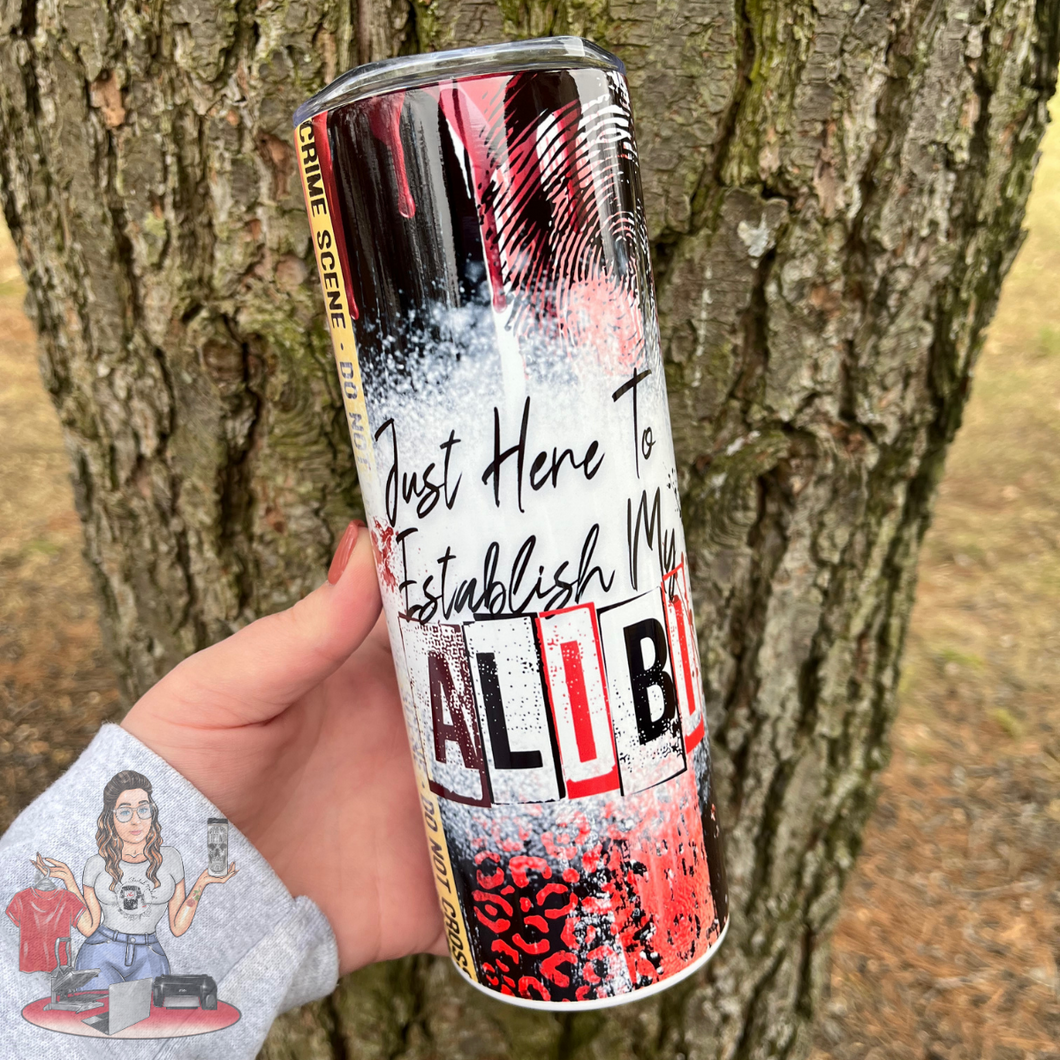 CRIME SCENE · DO NOT
Just Here To
Establish My
ALIBI
DO NOT CROSS